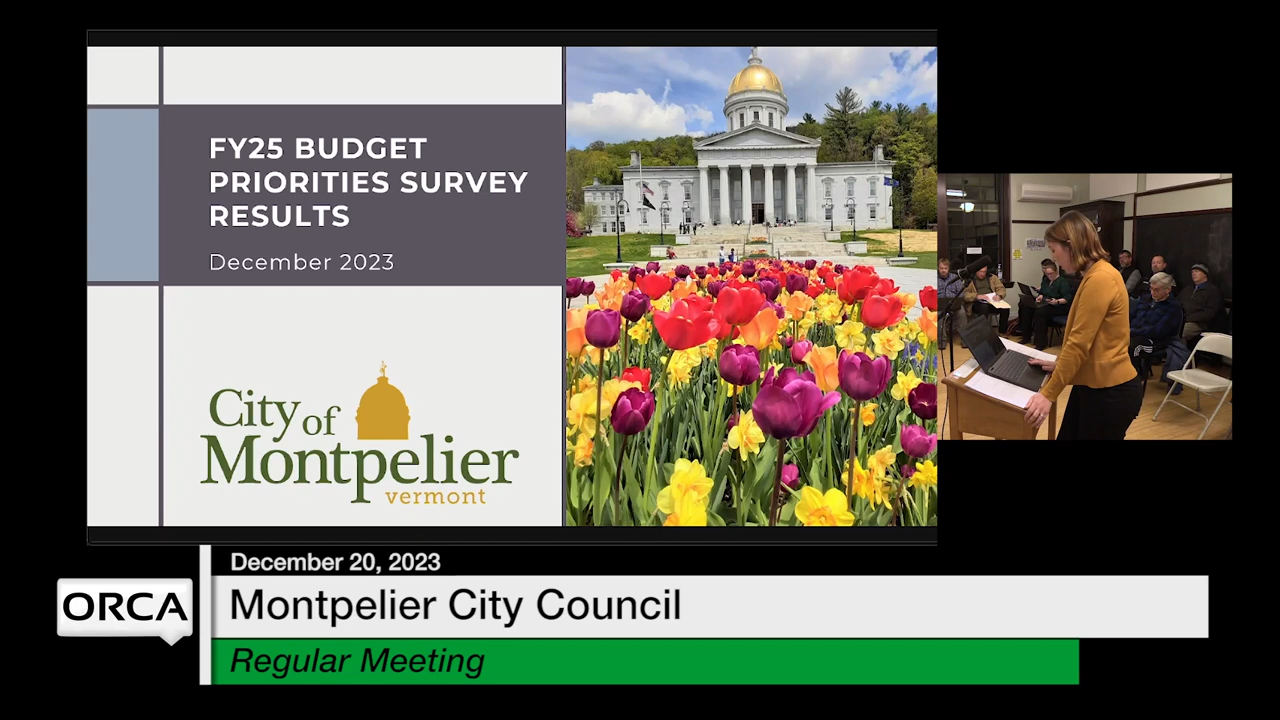 FY25 BUDGET
PRIORITIES SURVEY
RESULTS
December 2023
City of
Montpelier
vermont
December 20, 2023
ORCA
Montpelier City Council
Regular Meeting